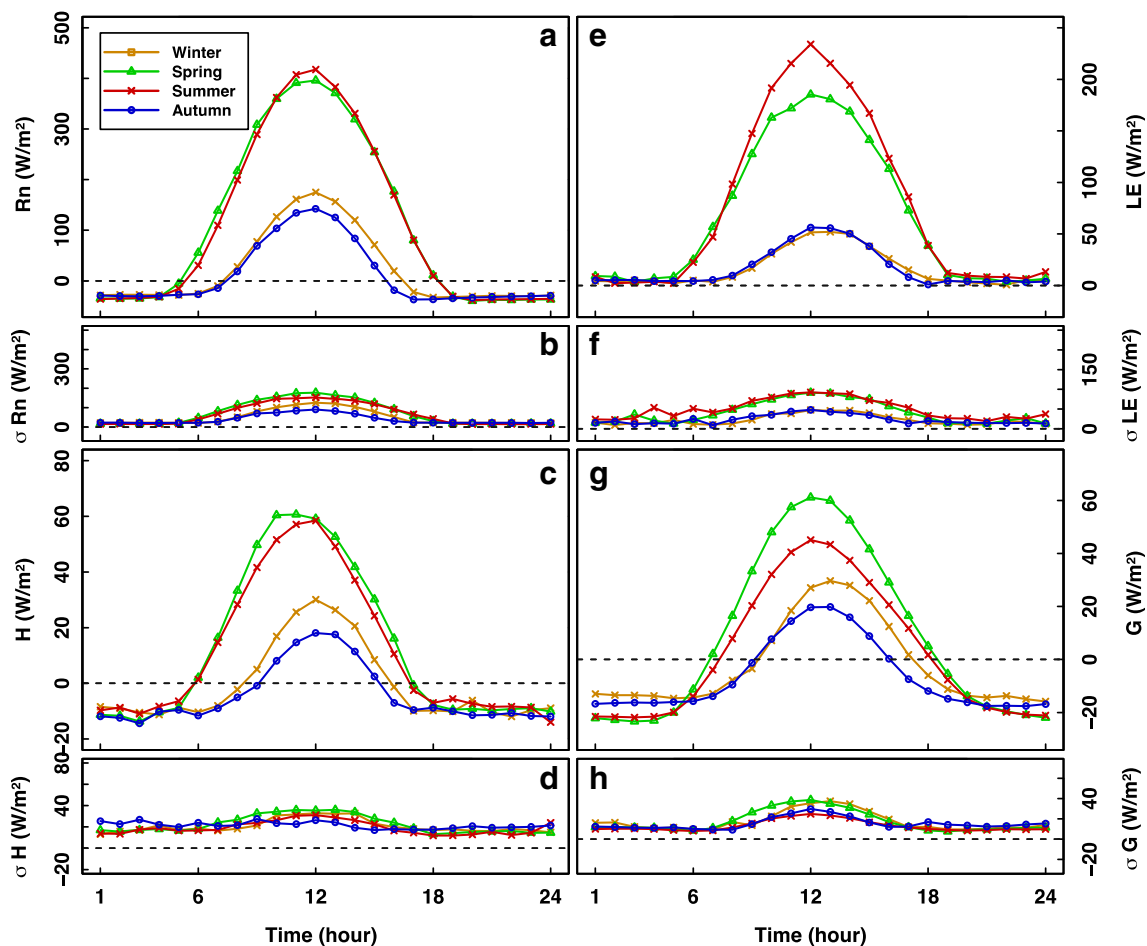 a
500
300
100
0
Rn (W/m²)
Winter
Spring
Summer
Autumn
e
200
100
50
0
LE (W/m²)
b
300
0
σ Rn (W/m²)
f
150
0
σ LE (W/m²)
c
80
60
40
20
0
−20
H (W/m²)
g
60
40
20
0
−20
G (W/m²)
d
80
40
−20
σ H (W/m²)
h
40
−20
σ G (W/m²)
1 6 12 18 24
1 6 12 18 24
Time (hour)
Time (hour)